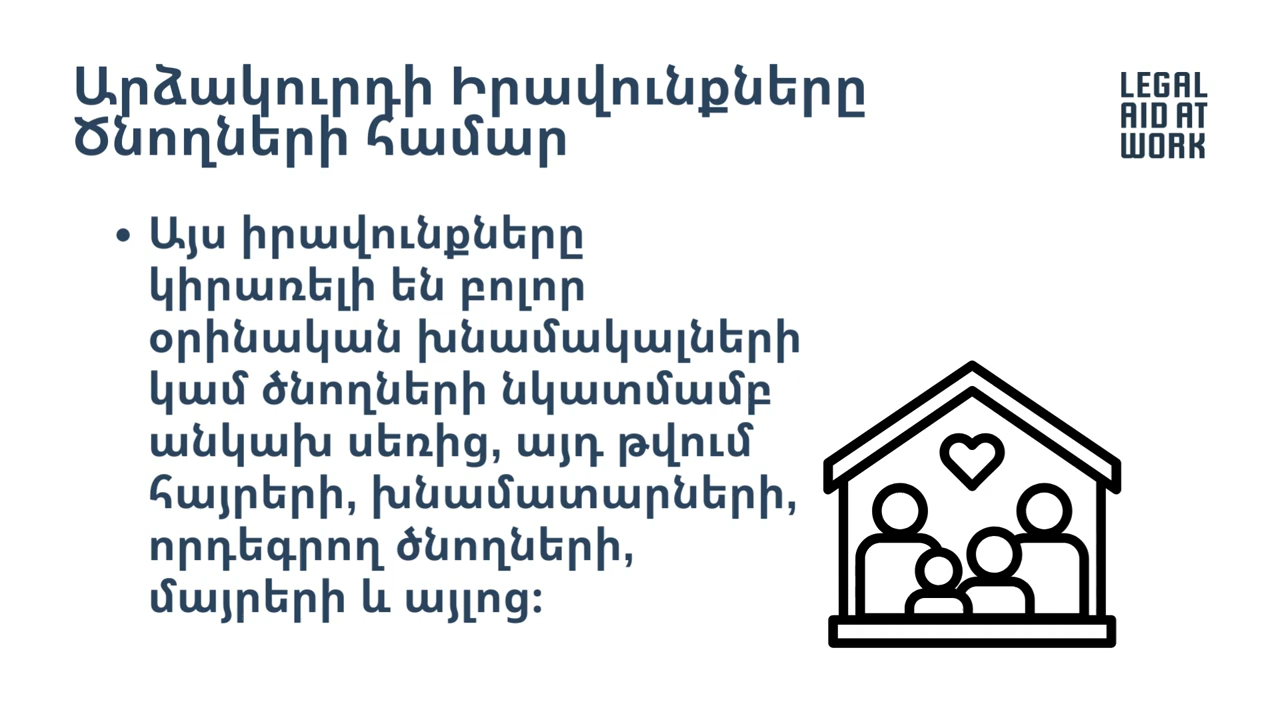 Արձակուրդի Իրավունքները
Ծնողների համար
LEGAL
AID AT
WORK
• Այս իրավունքները
կիրառելի են բոլոր
օրինական խնամակալների
կամ ծնողների նկատմամբ
անկախ սեռից, այդ թվում
հայրերի, խնամատարների,
որդեգրող ծնողների,
մայրերի և այլոց: